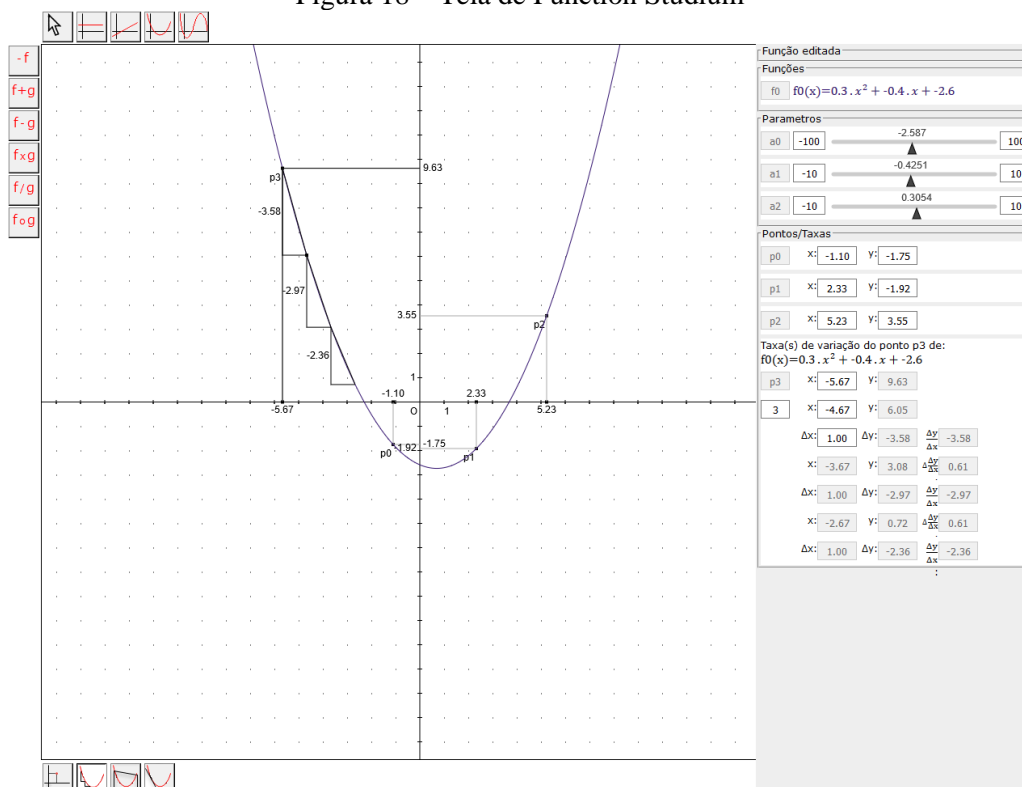 Figura 18 – Tela de Function Studium
-f
f+g
f-g
fxg
f/g
fog
9.63
p3
-3.58
-2.97
3.55
p2
-2.36
1
-1.10
2.33
-5.67
O
1
5.23
-1.92
-1.75
p0
p1
Função editada
Funções
f0 f0(x)=0.3.x² + -0.4.x + -2.6
Parametros
a0 -100 -2.587 100
a1 -10 -0.4251 10
a2 -10 0.3054 10
Pontos/Taxas
p0 x: -1.10 y: -1.75
p1 x: 2.33 y: -1.92
p2 x: 5.23 y: 3.55
Taxa(s) de variação do ponto p3 de:
f0(x)=0.3.x² + -0.4.x + -2.6
p3 x: -5.67 y: 9.63
3 x: -4.67 y: 6.05
Δx: 1.00 Δy: -3.58 Δy/Δx -3.58
x: -3.67 y: 3.08 ΔΔy/Δx 0.61
Δx: 1.00 Δy: -2.97 Δy/Δx -2.97
x: -2.67 y: 0.72 ΔΔy/Δx 0.61
Δx: 1.00 Δy: -2.36 Δy/Δx -2.36